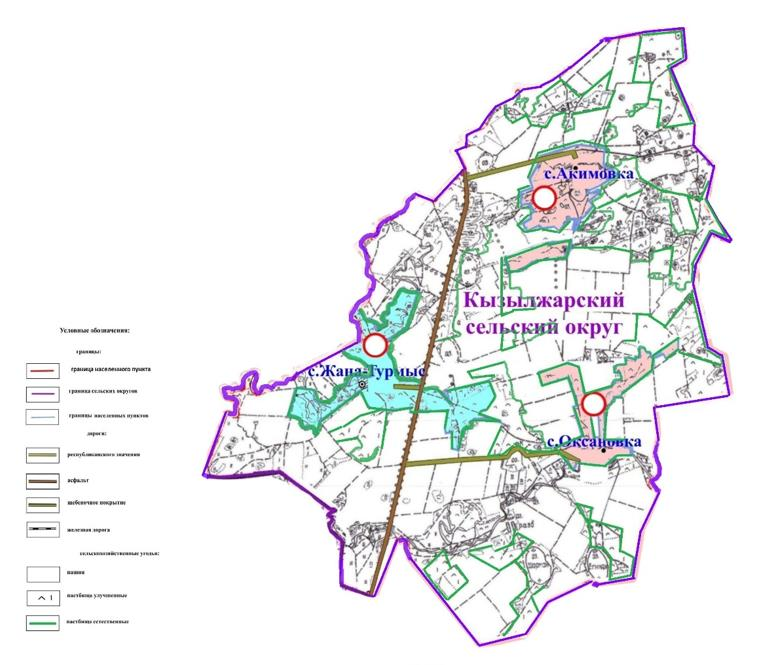 с.Акимовка
Кызылжарский
сельский округ
с.Жана-Турмыс
с.Оксановка
Условные обозначения:
границы:
граница населенного пункта
граница сельских округов
границы населенных пунктов
дороги:
республиканского значения
асфальт
щебеночное покрытие
железная дорога
сельскохозяйственные угодья:
пашни
пастбища улучшенные
пастбища естественные